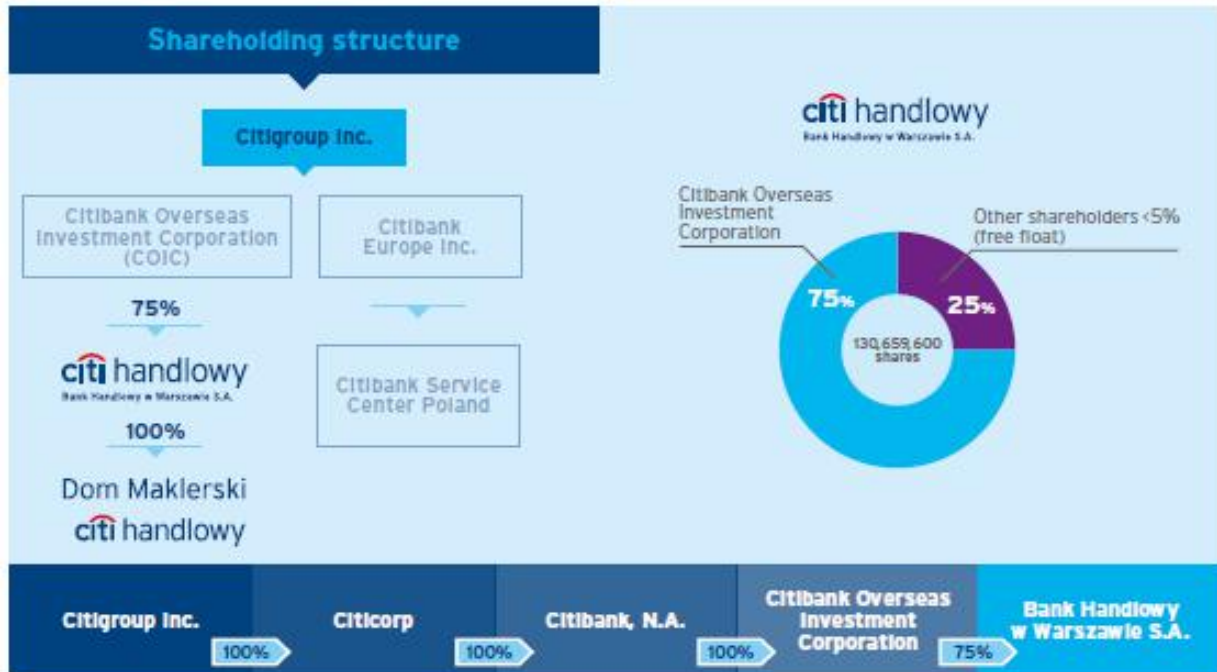 Shareholding structure
Citigroup Inc.
Citibank Overseas
Investment Corporation
(COIC)
Citibank
Europe Inc.
75%
citi handlowy
Bank Handlowy w Warszawie S.A.
Citibank Service
Center Poland
100%
Dom Maklerski
citi handlowy
citi handlowy
Bank Handlowy w Warszawie S.A.
Citibank Overseas
Investment
Corporation
Other shareholders <5%
(free float)
75%
25%
130,659,600
shares
Citigroup Inc.
100%
Citicorp
100%
Citibank, N.A.
100%
Citibank Overseas
Investment
Corporation
75%
Bank Handlowy
w Warszawie S.A.